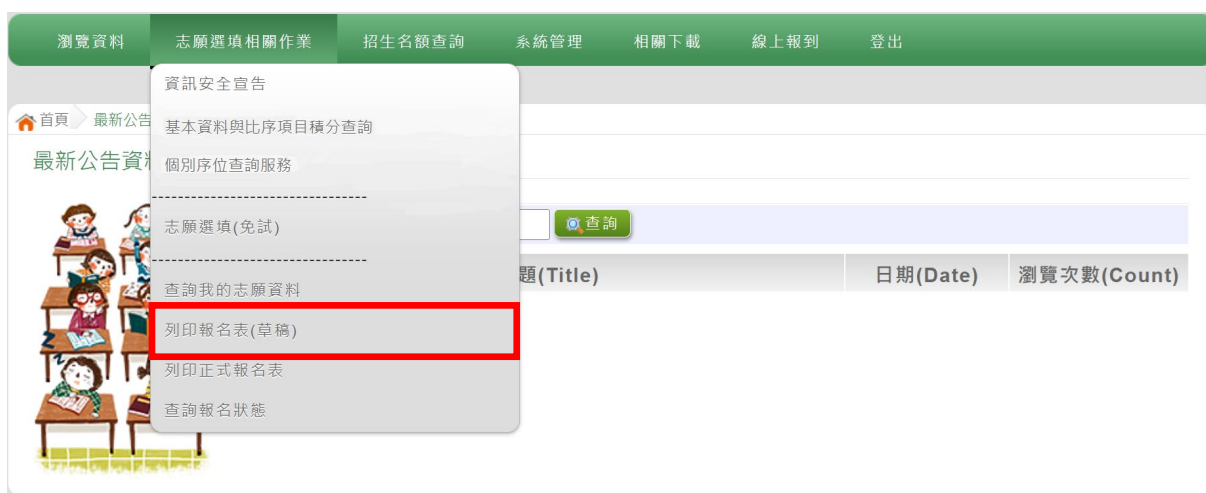 瀏覽資料 志願選填相關作業 招生名額查詢 系統管理 相關下載 線上報到 登出
資訊安全宣告
首頁 最新公告
基本資料與比序項目積分查詢
最新公告資
個別序位查詢服務
--------------------------------
志願選填(免試)
查詢
--------------------------------
題(Title) 日期(Date) 瀏覽次數(Count)
查詢我的志願資料
列印報名表(草稿)
列印正式報名表
查詢報名狀態